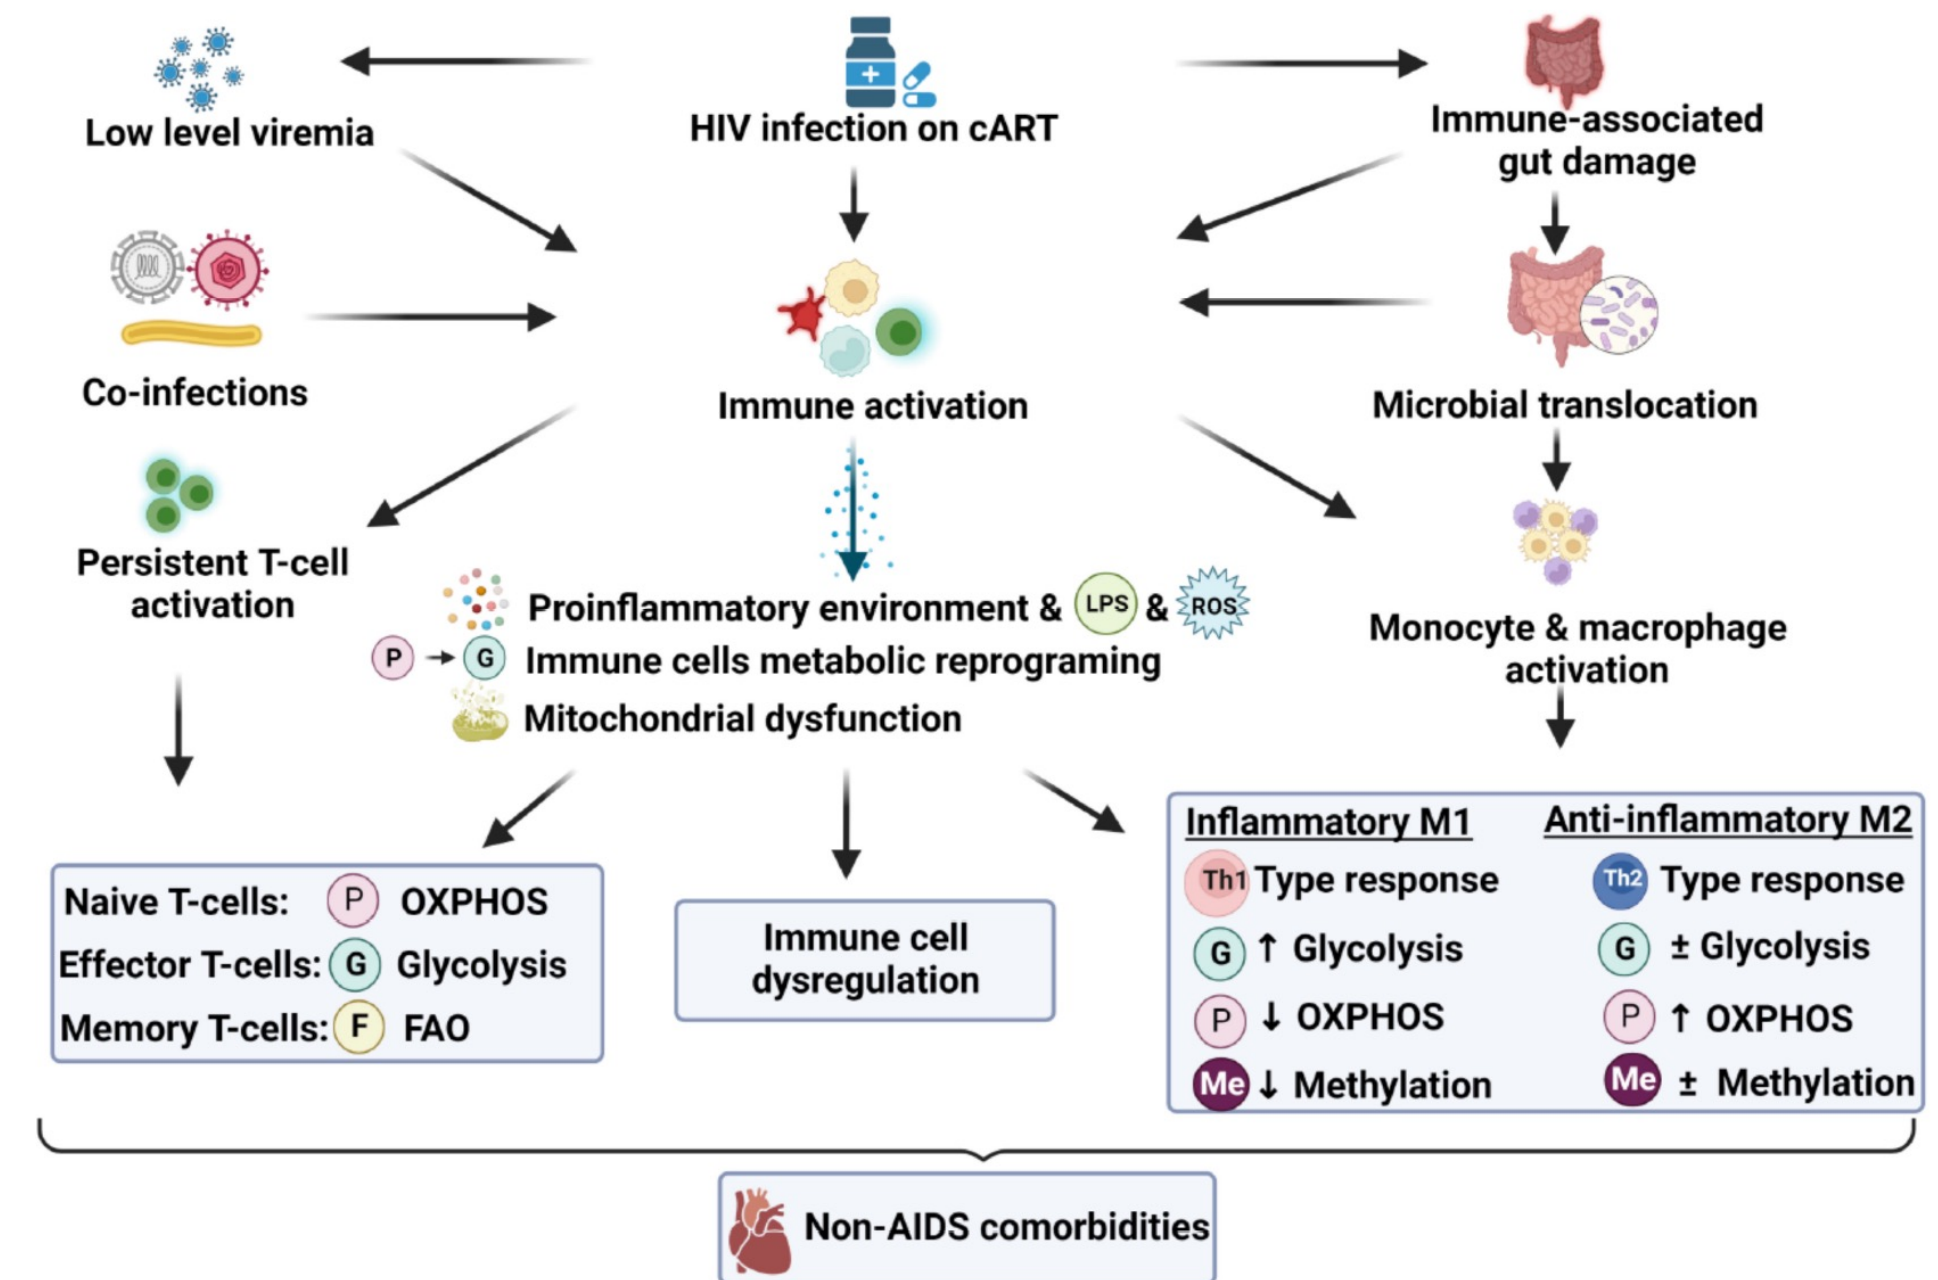 Low level viremia
HIV infection on cART
Immune-associated
gut damage
Co-infections
Immune activation
Microbial translocation
Persistent T-cell
activation
Proinflammatory environment & LPS & ROS
P G Immune cells metabolic reprograming
Mitochondrial dysfunction
Monocyte & macrophage
activation
Naive T-cells: P OXPHOS
Effector T-cells: G Glycolysis
Memory T-cells: F FAO
Immune cell
dysregulation
Inflammatory M1
Th1 Type response
G ↑ Glycolysis
P ↓ OXPHOS
Me ↓ Methylation
Anti-inflammatory M2
Th2 Type response
G ± Glycolysis
P ↑ OXPHOS
Me ± Methylation
Non-AIDS comorbidities